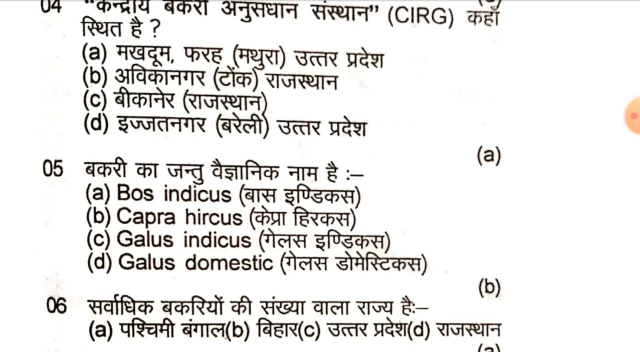 04 "केन्द्रीय बकरी अनुसंधान संस्थान" (CIRG) कहाँ
स्थित है ?
(a) मखदूम, फरह (मथुरा) उत्तर प्रदेश
(b) अविकानगर (टोंक) राजस्थान
(c) बीकानेर (राजस्थान)
(d) इज्जतनगर (बरेली) उत्तर प्रदेश
(a)
05 बकरी का जन्तु वैज्ञानिक नाम है :–
(a) Bos indicus (बास इण्डिकस)
(b) Capra hircus (केप्रा हिरकस)
(c) Galus indicus (गेलस इण्डिकस)
(d) Galus domestic (गेलस डोमेस्टिकस)
(b)
06 सर्वाधिक बकरियों की संख्या वाला राज्य है:–
(a) पश्चिमी बंगाल(b) बिहार(c) उत्तर प्रदेश(d) राजस्थान